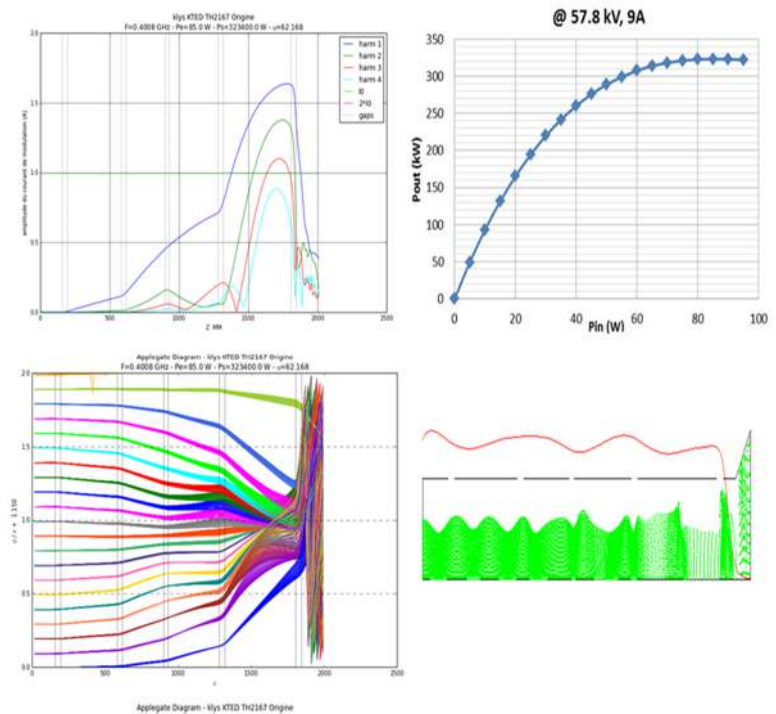 klys KTED TH2167 Origine
F=0.4008 GHz - Pe=85.0 W - Ps=323400.0 W - υ=62.168
amplitude du courant de modulation (A)
2.0
1.5
1.0
0.5
0.0
0
500
1000
1500
2000
2500
Z MM
harm 1
harm 2
harm 3
harm 4
I0
2*I0
gaps
@ 57.8 kV, 9A
Pout (kW)
350
300
250
200
150
100
50
0
0
20
40
60
80
100
Pin (W)
Applegate Diagram - klys KTED TH2167 Origine
F=0.4008 GHz - Pe=85.0 W - Ps=323400.0 W - υ=62.168
2.0
1.5
1.0
0.5
0.0
0
500
1000
1500
2000
2500
Applegate Diagram - klys KTED TH2167 Origine